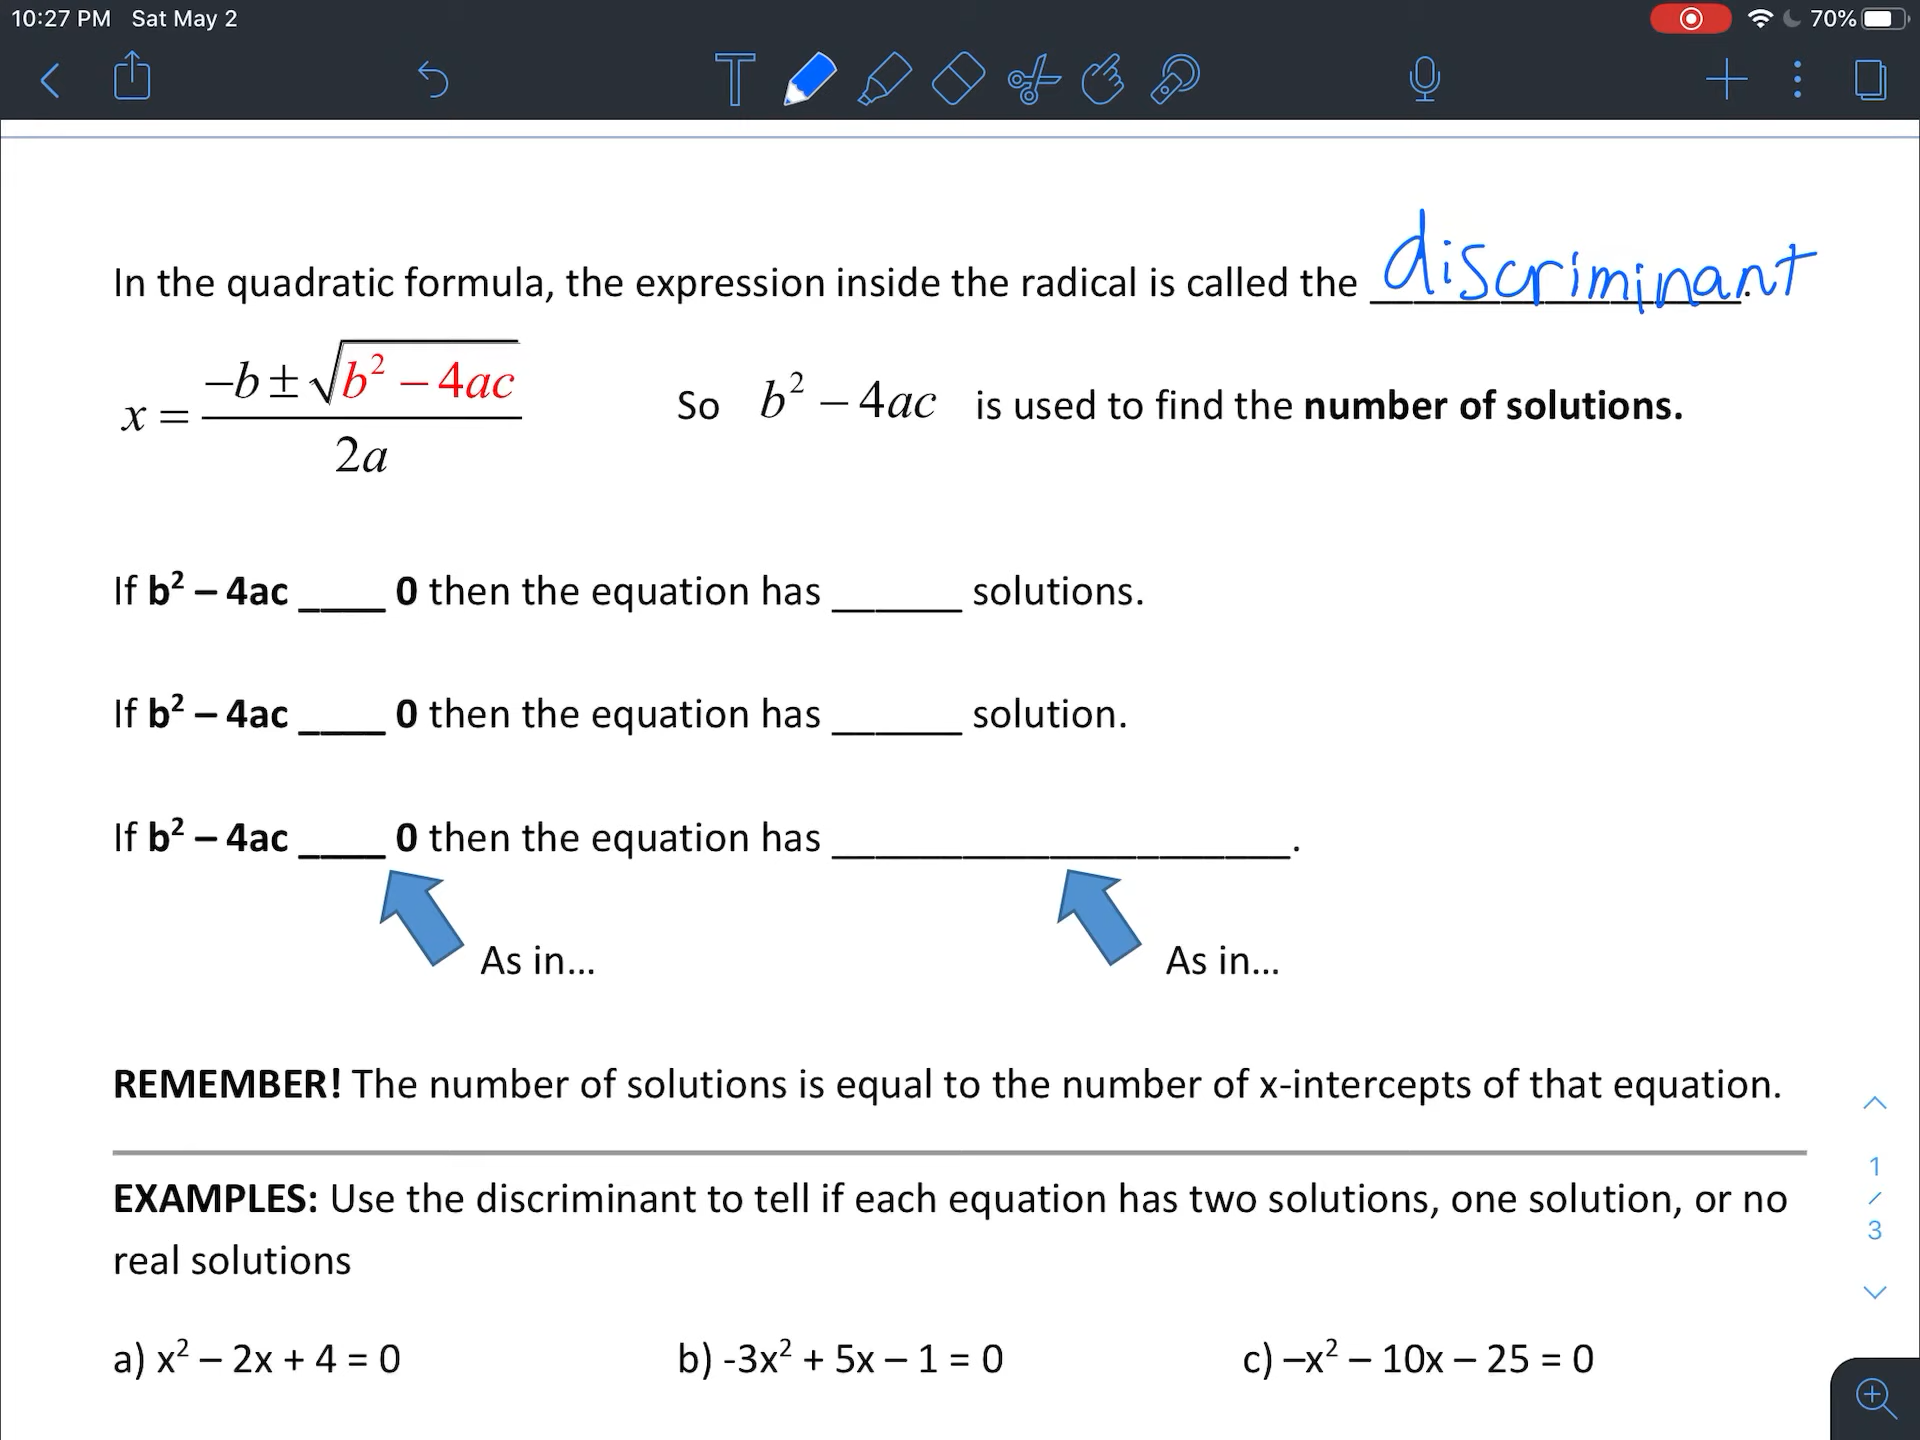 10:27 PM Sat May 2
70%
In the quadratic formula, the expression inside the radical is called the discriminant.
x = (−b ± √(b² − 4ac)) / 2a
So b² − 4ac is used to find the number of solutions.
If b² – 4ac ____ 0 then the equation has ______ solutions.
If b² – 4ac ____ 0 then the equation has ______ solution.
If b² – 4ac ____ 0 then the equation has _____________________.
As in... As in...
REMEMBER! The number of solutions is equal to the number of x-intercepts of that equation.
EXAMPLES: Use the discriminant to tell if each equation has two solutions, one solution, or no
real solutions
a) x² – 2x + 4 = 0 b) -3x² + 5x – 1 = 0 c) –x² – 10x – 25 = 0
1
/
3